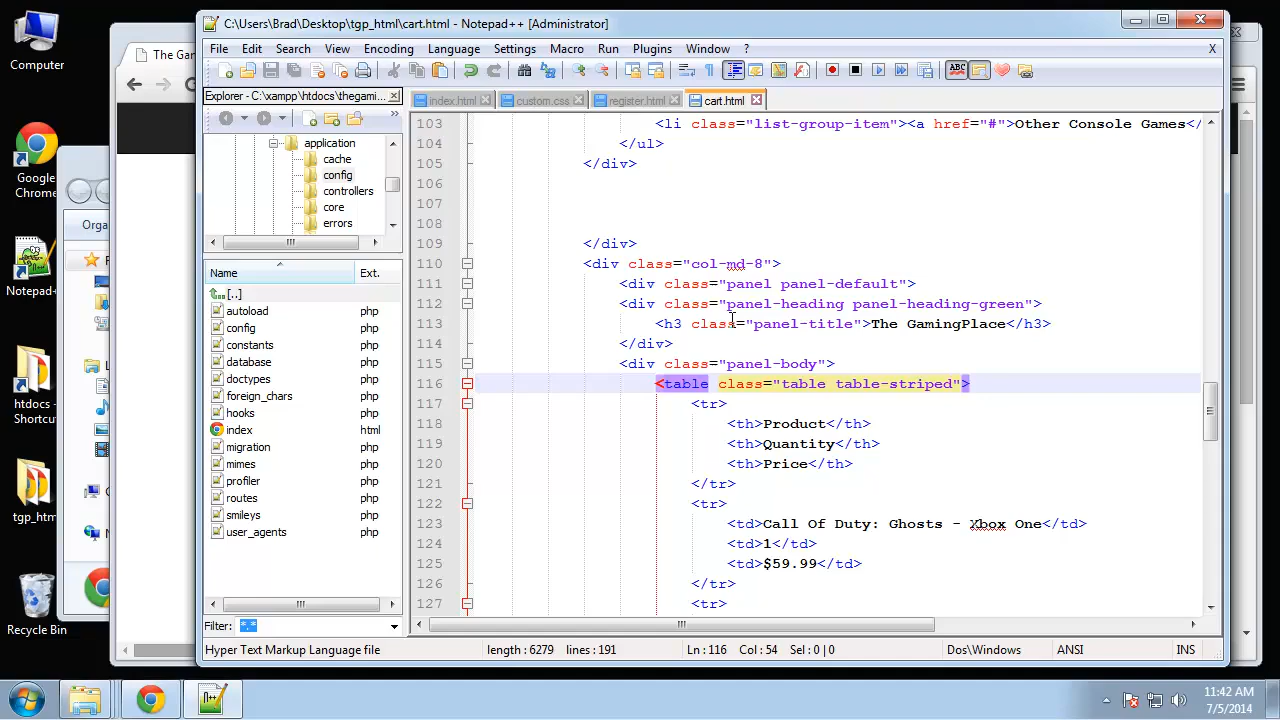 Computer
Google
Chrome
Notepad+
htdocs -
Shortcut
tgp_htm
Recycle Bin
The Gam
Orga
C:\Users\Brad\Desktop\tgp_html\cart.html - Notepad++ [Administrator]
File Edit Search View Encoding Language Settings Macro Run Plugins Window ? X
Explorer - C:\xampp\htdocs\thegami...
index.html custom.css register.html cart.html
application
cache
config
controllers
core
errors
Name Ext.
[..]
autoload php
config php
constants php
database php
doctypes php
foreign_chars php
hooks php
index html
migration php
mimes php
profiler php
routes php
smileys php
user_agents php
Filter: *.*
103 <li class="list-group-item"><a href="#">Other Console Games</
104 </ul>
105 </div>
106
107
108
109 </div>
110 <div class="col-md-8">
111 <div class="panel panel-default">
112 <div class="panel-heading panel-heading-green">
113 <h3 class="panel-title">The GamingPlace</h3>
114 </div>
115 <div class="panel-body">
116 <table class="table table-striped">
117 <tr>
118 <th>Product</th>
119 <th>Quantity</th>
120 <th>Price</th>
121 </tr>
122 <tr>
123 <td>Call Of Duty: Ghosts - Xbox One</td>
124 <td>1</td>
125 <td>$59.99</td>
126 </tr>
127 <tr>
Hyper Text Markup Language file length : 6279 lines : 191 Ln : 116 Col : 54 Sel : 0 | 0 Dos\Windows ANSI INS
11:42 AM
7/5/2014